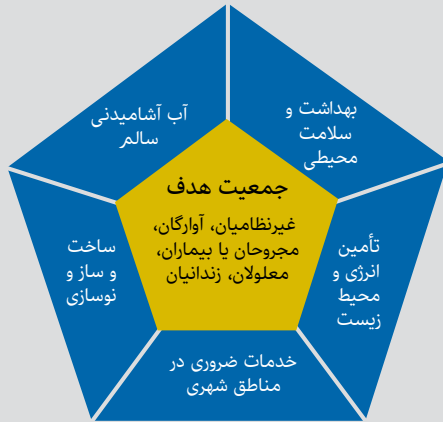 بهداشت و
سلامت
محیطی
آب آشامیدنی
سالم
جمعیت هدف
غیرنظامیان، آوارگان،
مجروحان یا بیماران،
معلولان، زندانیان
تأمین
انرژی و
محیط
زیست
ساخت
و ساز و
نوسازی
خدمات ضروری در
مناطق شهری